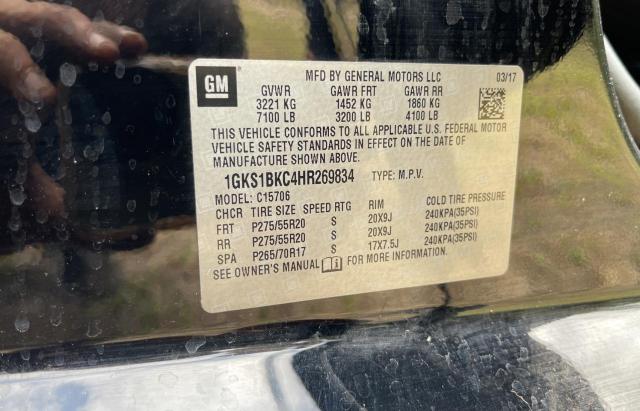 GM
MFD BY GENERAL MOTORS LLC 03/17
GVWR GAWR FRT GAWR RR
3221 KG 1452 KG 1860 KG
7100 LB 3200 LB 4100 LB
THIS VEHICLE CONFORMS TO ALL APPLICABLE U.S. FEDERAL MOTOR
VEHICLE SAFETY STANDARDS IN EFFECT ON THE DATE OF
MANUFACTURE SHOWN ABOVE.
1GKS1BKC4HR269834 TYPE: M.P.V.
MODEL: C15706
CHCR TIRE SIZE SPEED RTG RIM COLD TIRE PRESSURE
FRT P275/55R20 S 20X9J 240KPA(35PSI)
RR P275/55R20 S 20X9J 240KPA(35PSI)
SPA P265/70R17 S 17X7.5J 240KPA(35PSI)
SEE OWNER'S MANUAL FOR MORE INFORMATION.